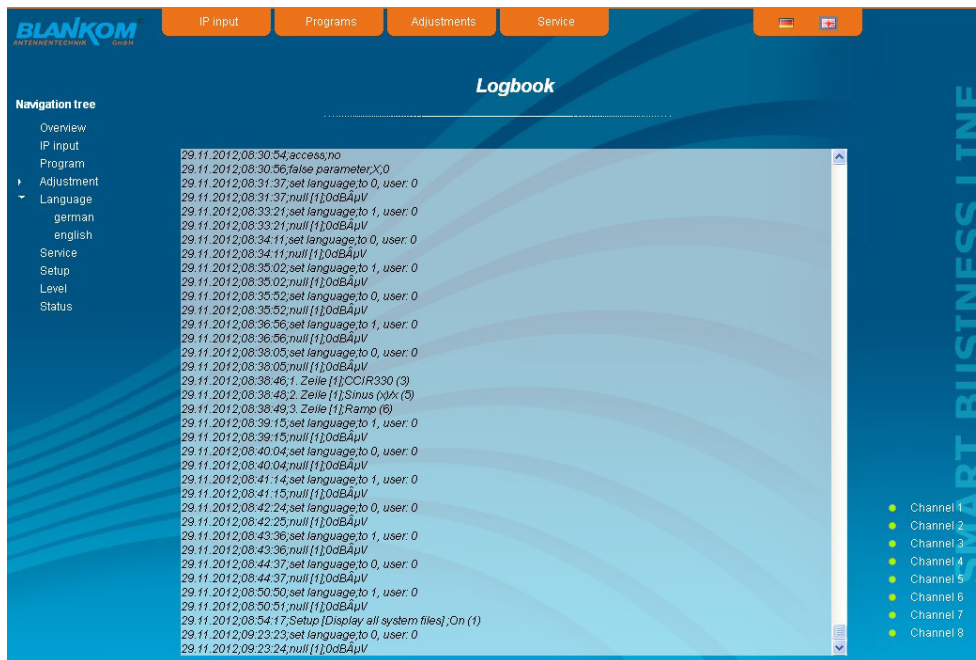 BLANKOM
ANTENNENTECHNIK GmbH
IP input
Programs
Adjustments
Service
Logbook
Navigation tree
Overview
IP input
Program
Adjustment
Language
german
english
Service
Setup
Level
Status
29.11.2012;08:30:54;access;no
29.11.2012;08:30:56;false parameter;X;0
29.11.2012;08:31:37;set language;to 0, user: 0
29.11.2012;08:31:37;null [1];0dBÂµV
29.11.2012;08:33:21;set language;to 1, user: 0
29.11.2012;08:33:21;null [1];0dBÂµV
29.11.2012;08:34:11;set language;to 0, user: 0
29.11.2012;08:34:11;null [1];0dBÂµV
29.11.2012;08:35:02;set language;to 1, user: 0
29.11.2012;08:35:02;null [1];0dBÂµV
29.11.2012;08:35:52;set language;to 0, user: 0
29.11.2012;08:35:52;null [1];0dBÂµV
29.11.2012;08:36:56;set language;to 1, user: 0
29.11.2012;08:36:56;null [1];0dBÂµV
29.11.2012;08:38:05;set language;to 0, user: 0
29.11.2012;08:38:05;null [1];0dBÂµV
29.11.2012;08:38:46;1. Zeile [1];CCIR330 (3)
29.11.2012;08:38:48;2. Zeile [1];Sinus (x)/x (5)
29.11.2012;08:38:49;3. Zeile [1];Ramp (6)
29.11.2012;08:39:15;set language;to 1, user: 0
29.11.2012;08:39:15;null [1];0dBÂµV
29.11.2012;08:40:04;set language;to 0, user: 0
29.11.2012;08:40:04;null [1];0dBÂµV
29.11.2012;08:41:14;set language;to 1, user: 0
29.11.2012;08:41:15;null [1];0dBÂµV
29.11.2012;08:42:24;set language;to 0, user: 0
29.11.2012;08:42:25;null [1];0dBÂµV
29.11.2012;08:43:36;set language;to 1, user: 0
29.11.2012;08:43:36;null [1];0dBÂµV
29.11.2012;08:44:37;set language;to 0, user: 0
29.11.2012;08:44:37;null [1];0dBÂµV
29.11.2012;08:50:50;set language;to 1, user: 0
29.11.2012;08:50:51;null [1];0dBÂµV
29.11.2012;08:54:17;Setup [Display all system files] ;On (1)
29.11.2012;09:23:23;set language;to 0, user: 0
29.11.2012;09:23:24;null [1];0dBÂµV
SMART BUSINESS LINE
Channel 1
Channel 2
Channel 3
Channel 4
Channel 5
Channel 6
Channel 7
Channel 8